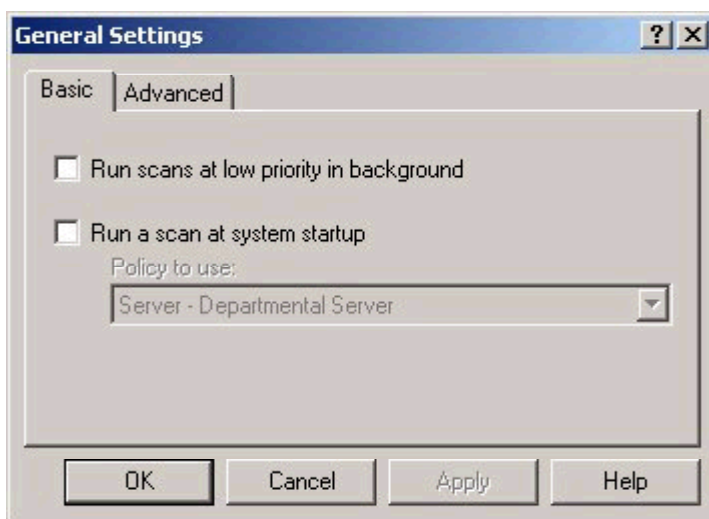 General Settings
Basic Advanced
Run scans at low priority in background
Run a scan at system startup
Policy to use:
Server - Departmental Server
OK Cancel Apply Help